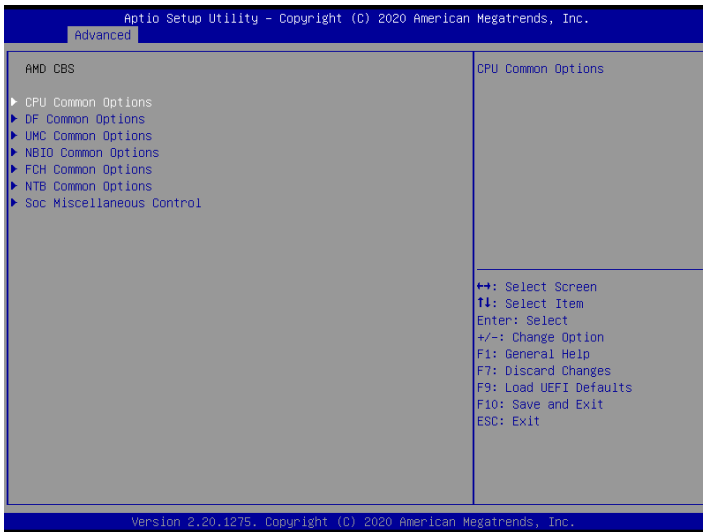 Aptio Setup Utility – Copyright (C) 2020 American Megatrends, Inc.
Advanced
AMD CBS
CPU Common Options
DF Common Options
UMC Common Options
NBIO Common Options
FCH Common Options
NTB Common Options
Soc Miscellaneous Control
CPU Common Options
↔: Select Screen
↑↓: Select Item
Enter: Select
+/-: Change Option
F1: General Help
F7: Discard Changes
F9: Load UEFI Defaults
F10: Save and Exit
ESC: Exit
Version 2.20.1275. Copyright (C) 2020 American Megatrends, Inc.